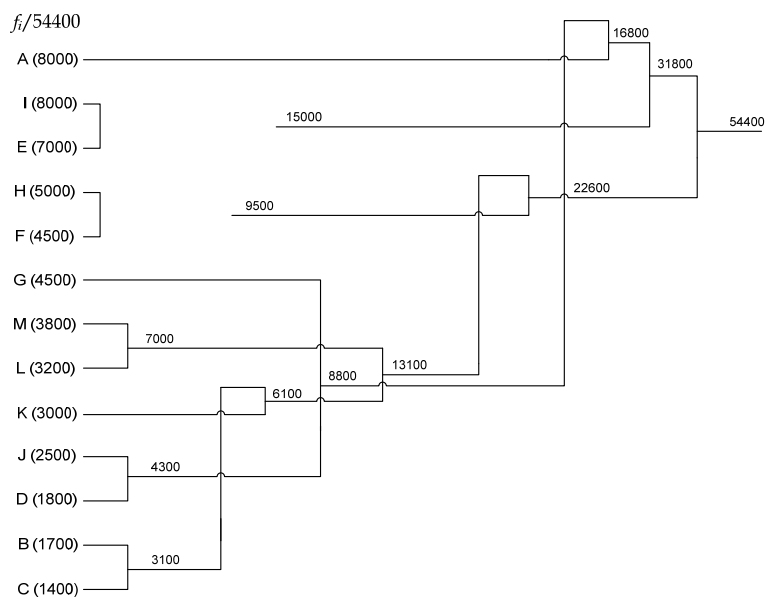 fi/54400
A (8000)
I (8000)
E (7000)
H (5000)
F (4500)
G (4500)
M (3800)
L (3200)
K (3000)
J (2500)
D (1800)
B (1700)
C (1400)
16800
31800
15000
54400
22600
9500
7000
13100
8800
6100
4300
3100